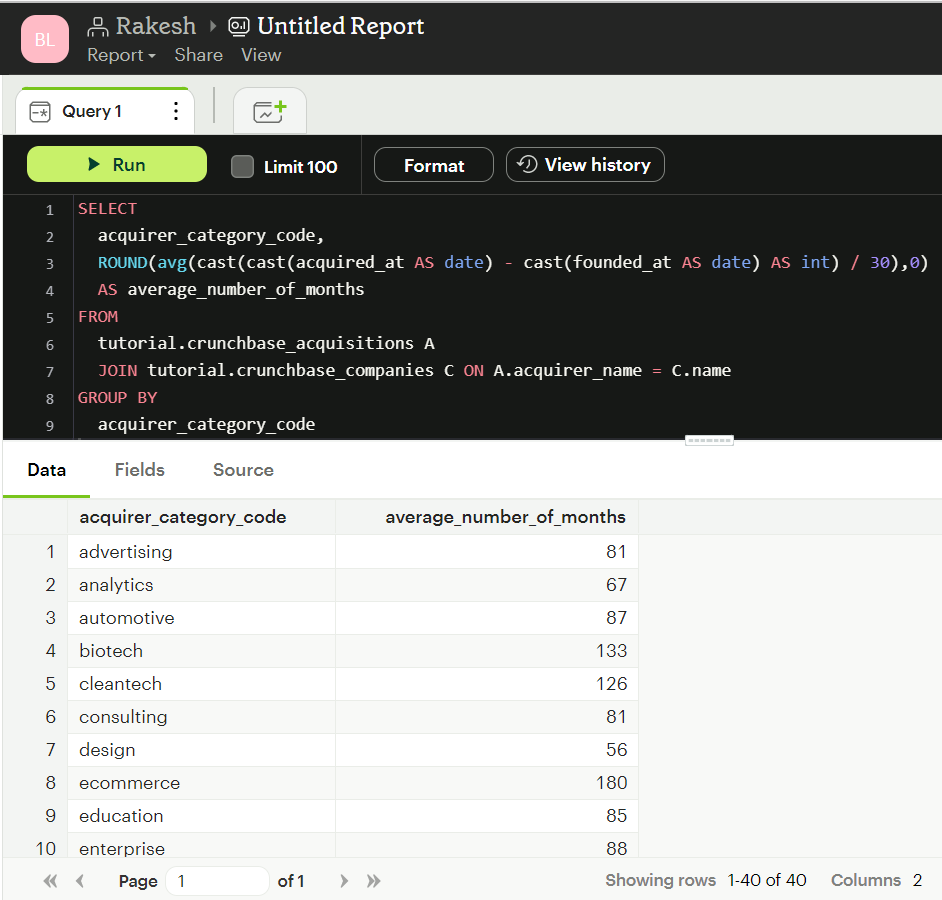 BL Rakesh Untitled Report
Report Share View
Query 1
Run Limit 100 Format View history
1 SELECT
2 acquirer_category_code,
3 ROUND(avg(cast(cast(acquired_at AS date) - cast(founded_at AS date) AS int) / 30),0)
4 AS average_number_of_months
5 FROM
6 tutorial.crunchbase_acquisitions A
7 JOIN tutorial.crunchbase_companies C ON A.acquirer_name = C.name
8 GROUP BY
9 acquirer_category_code
Data Fields Source
acquirer_category_code average_number_of_months
1 advertising 81
2 analytics 67
3 automotive 87
4 biotech 133
5 cleantech 126
6 consulting 81
7 design 56
8 ecommerce 180
9 education 85
10 enterprise 88
Page 1 of 1 Showing rows 1-40 of 40 Columns 2